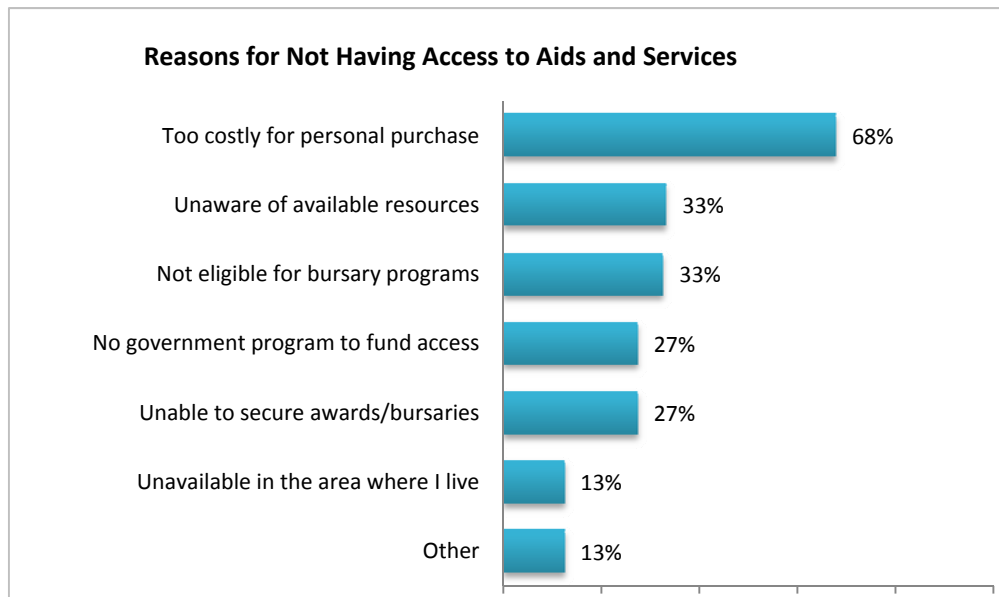 Reasons for Not Having Access to Aids and Services
Too costly for personal purchase 68%
Unaware of available resources 33%
Not eligible for bursary programs 33%
No government program to fund access 27%
Unable to secure awards/bursaries 27%
Unavailable in the area where I live 13%
Other 13%